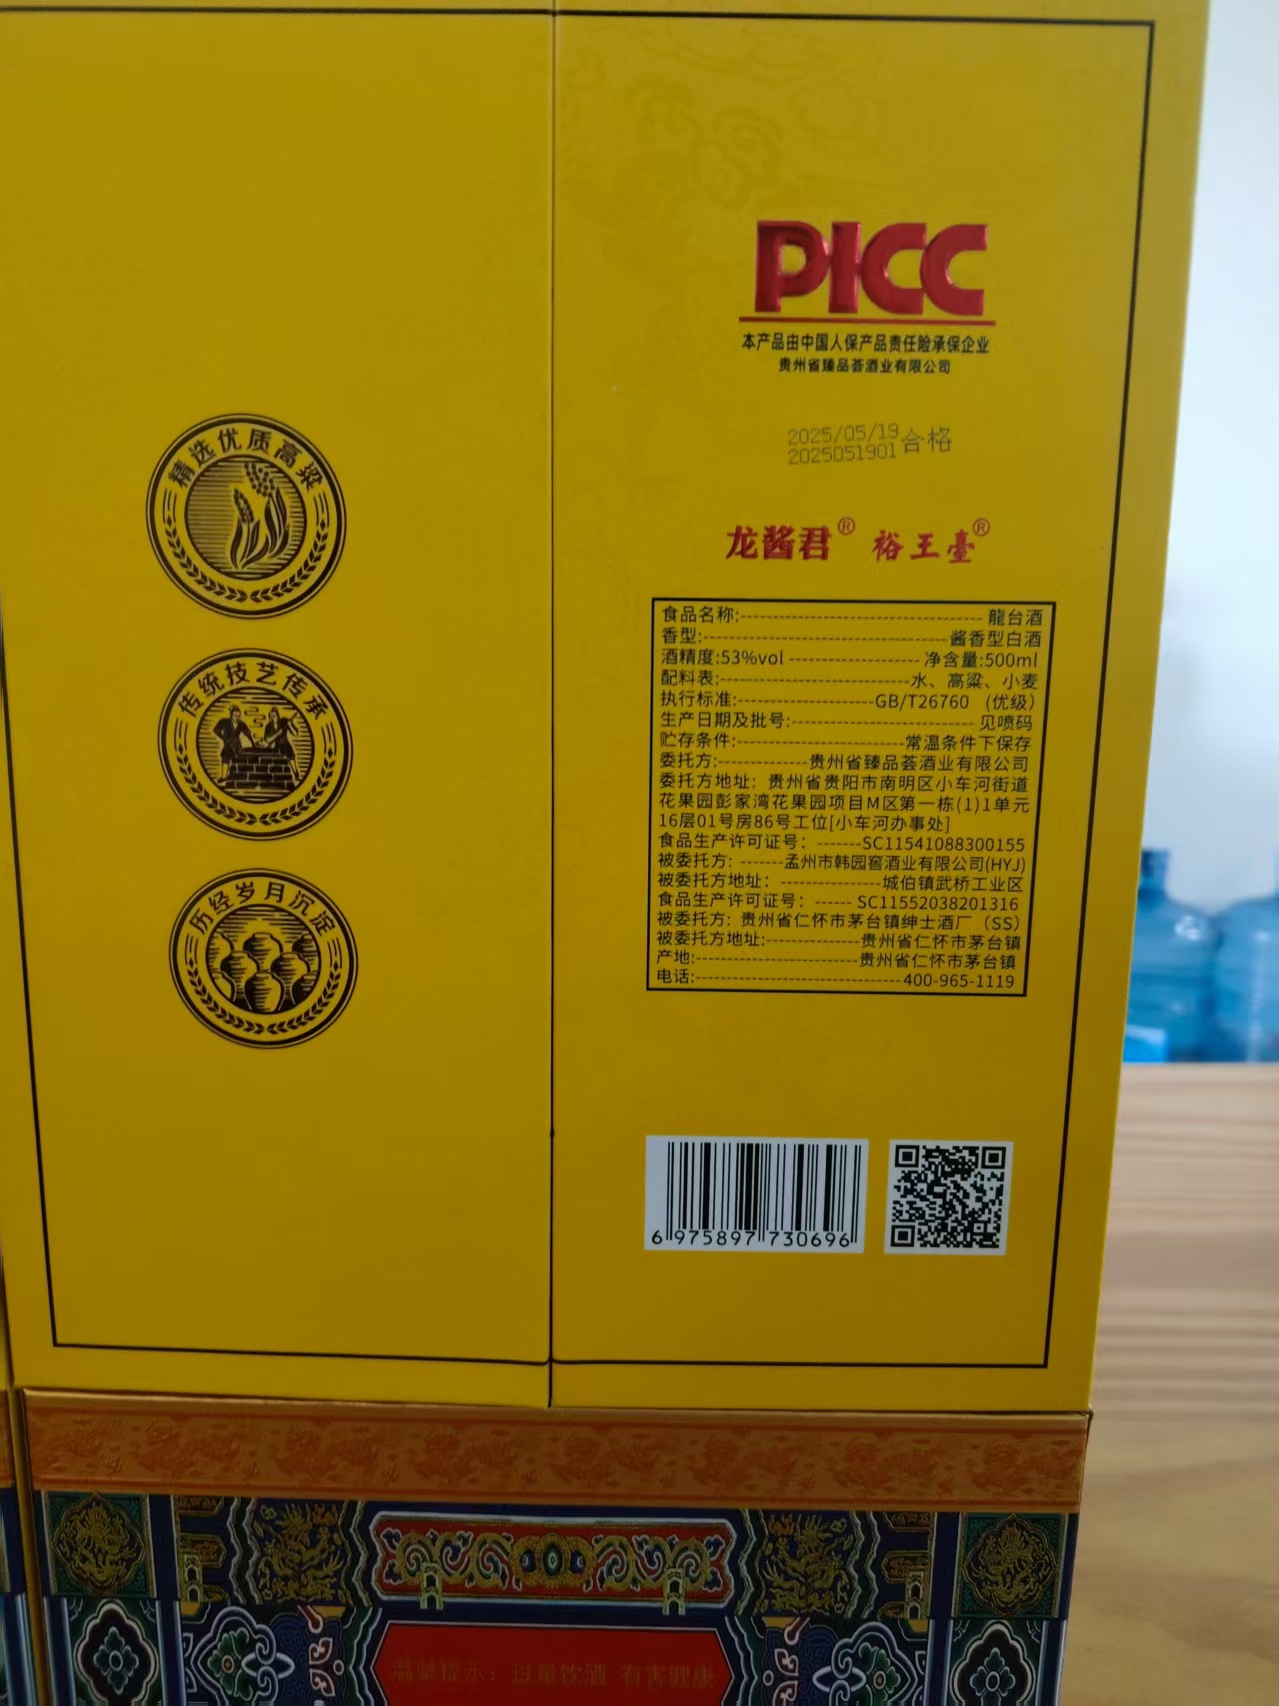 PICC
本产品由中国人保产品责任险承保企业
贵州省臻品荟酒业有限公司
2025/05/19
2025051901 合格
龙酱君® 裕王臺®
精选优质高粱
传统技艺传承
历经岁月沉淀
食品名称:龍台酒
香型:酱香型白酒
酒精度:53%vol 净含量:500ml
配料表:水、高粱、小麦
执行标准:GB/T26760 (优级)
生产日期及批号:见喷码
贮存条件:常温条件下保存
委托方:贵州省臻品荟酒业有限公司
委托方地址: 贵州省贵阳市南明区小车河街道
花果园彭家湾花果园项目M区第一栋(1)1单元
16层01号房86号工位[小车河办事处]
食品生产许可证号: SC11541088300155
被委托方: 孟州市韩园窖酒业有限公司(HYJ)
被委托方地址: 城伯镇武桥工业区
食品生产许可证号: SC11552038201316
被委托方: 贵州省仁怀市茅台镇绅士酒厂 (SS)
被委托方地址:贵州省仁怀市茅台镇
产地:贵州省仁怀市茅台镇
电话:400-965-1119
6 975897 730696
温馨提示: 过量饮酒 有害健康